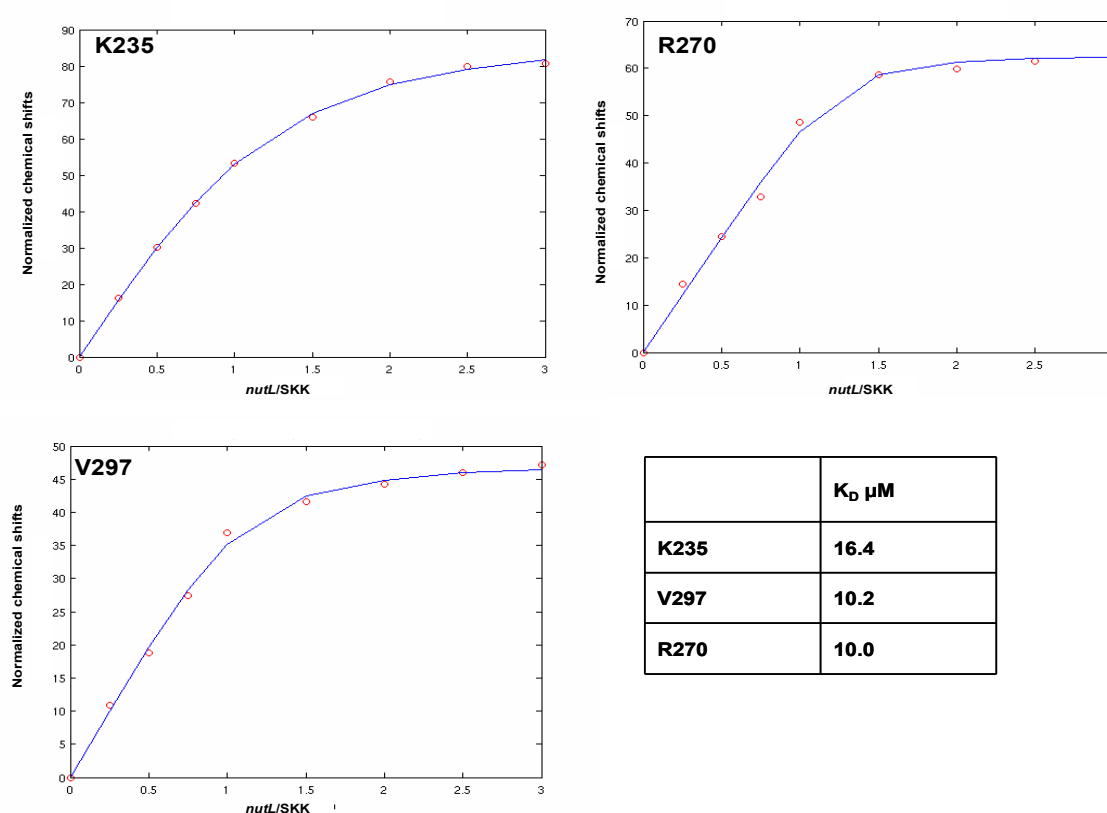 K235
Normalized chemical shifts
90
80
70
60
50
40
30
20
10
0
0 0.5 1 1.5 2 2.5 3
nutL/SKK
R270
Normalized chemical shifts
70
60
50
40
30
20
10
0
0 0.5 1 1.5 2 2.5
nutL/SKK
V297
Normalized chemical shifts
50
45
40
35
30
25
20
15
10
5
0
0 0.5 1 1.5 2 2.5 3
nutL/SKK
K_D µM
K235 16.4
V297 10.2
R270 10.0